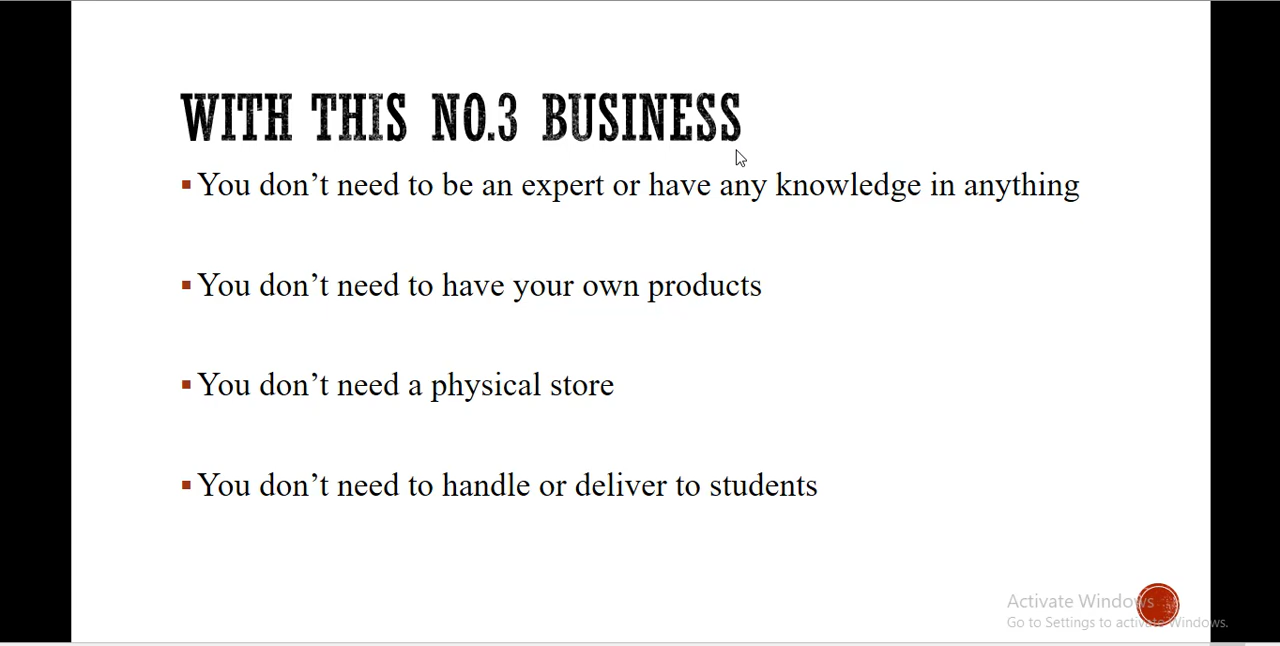 WITH THIS NO.3 BUSINESS
▪ You don’t need to be an expert or have any knowledge in anything
▪ You don’t need to have your own products
▪ You don’t need a physical store
▪ You don’t need to handle or deliver to students
Activate Windows
Go to Settings to activate Windows.